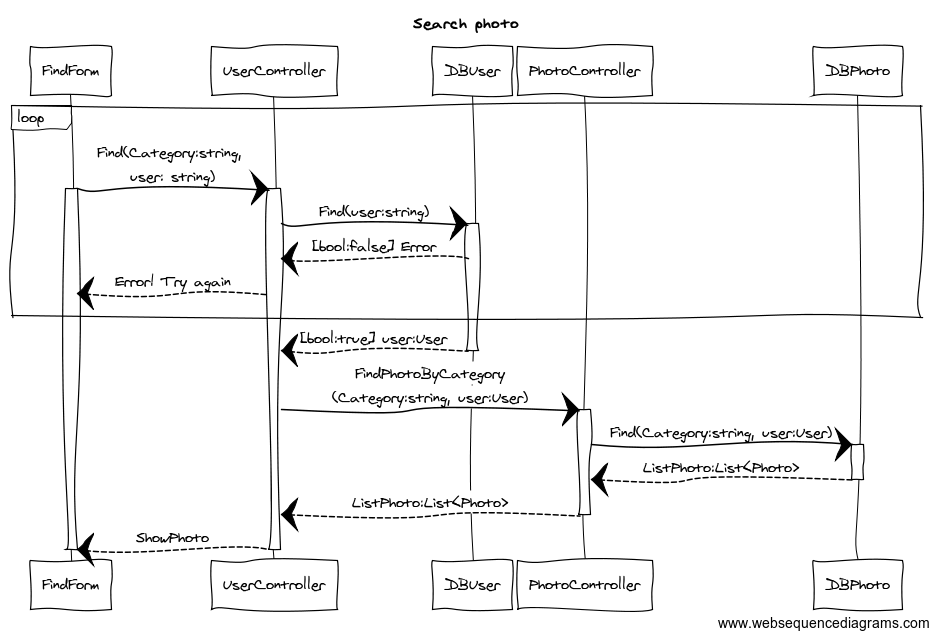 Search photo
FindForm
UserController
DBUser
PhotoController
DBPhoto
loop
Find(Category:string,
user: string)
Find(user:string)
[bool:false] Error
Error! Try again
[bool:true] user:User
FindPhotoByCategory
(Category:string, user:User)
Find(Category:string, user:User)
ListPhoto:List<Photo>
ListPhoto:List<Photo>
ShowPhoto
FindForm
UserController
DBUser
PhotoController
DBPhoto
www.websequencediagrams.com